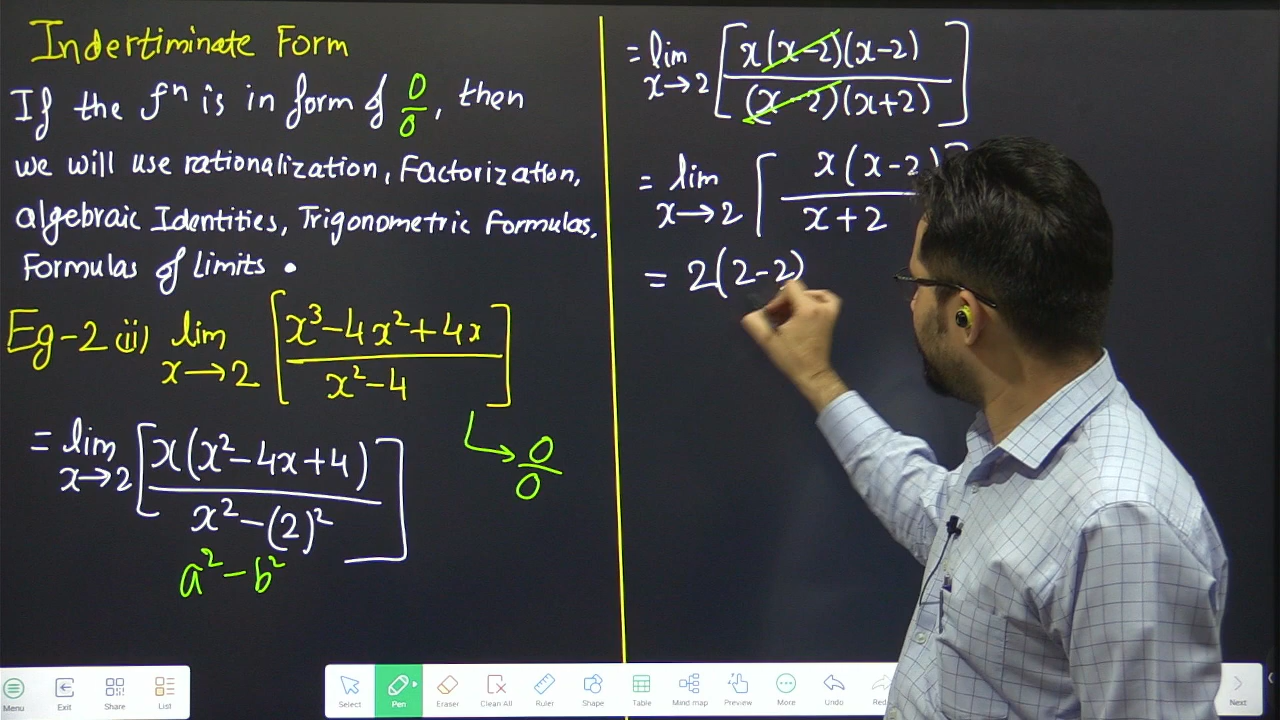 Indertiminate Form
If the fⁿ is in form of 0/0, then
we will use rationalization, Factorization,
algebraic Identities, Trigonometric Formulas,
Formulas of Limits .
Eg-2 ii) lim x→2 [x³-4x²+4x / x²-4]
→ 0/0
= lim x→2 [x(x²-4x+4) / x²-(2)²]
a²-b²
= lim x→2 [x(x-2)(x-2) / (x-2)(x+2)]
= lim x→2 [x(x-2) / x+2
= 2(2-2)
Menu Exit Share List Select Pen Eraser Clean All Ruler Shape Table Mind map Preview More Undo Next